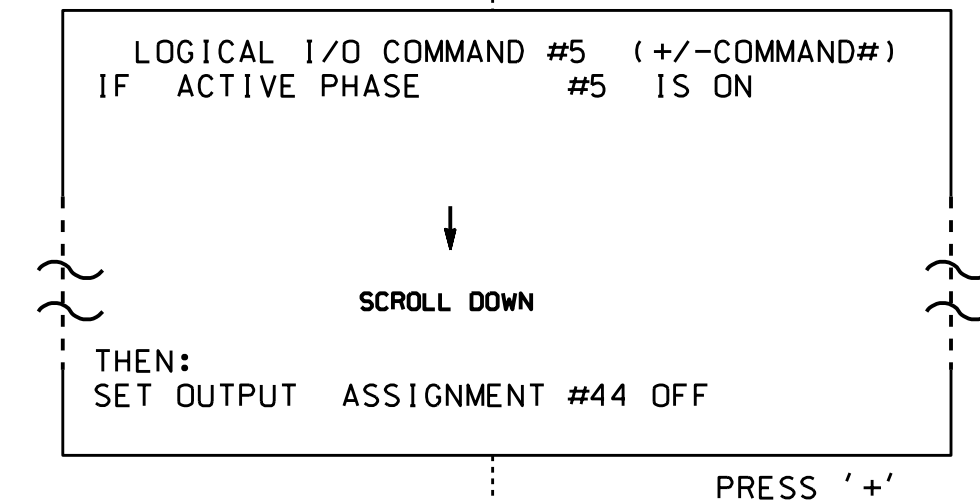 LOGICAL I/O COMMAND #5 (+/-COMMAND#)
IF ACTIVE PHASE #5 IS ON
SCROLL DOWN
THEN:
SET OUTPUT ASSIGNMENT #44 OFF
PRESS '+'